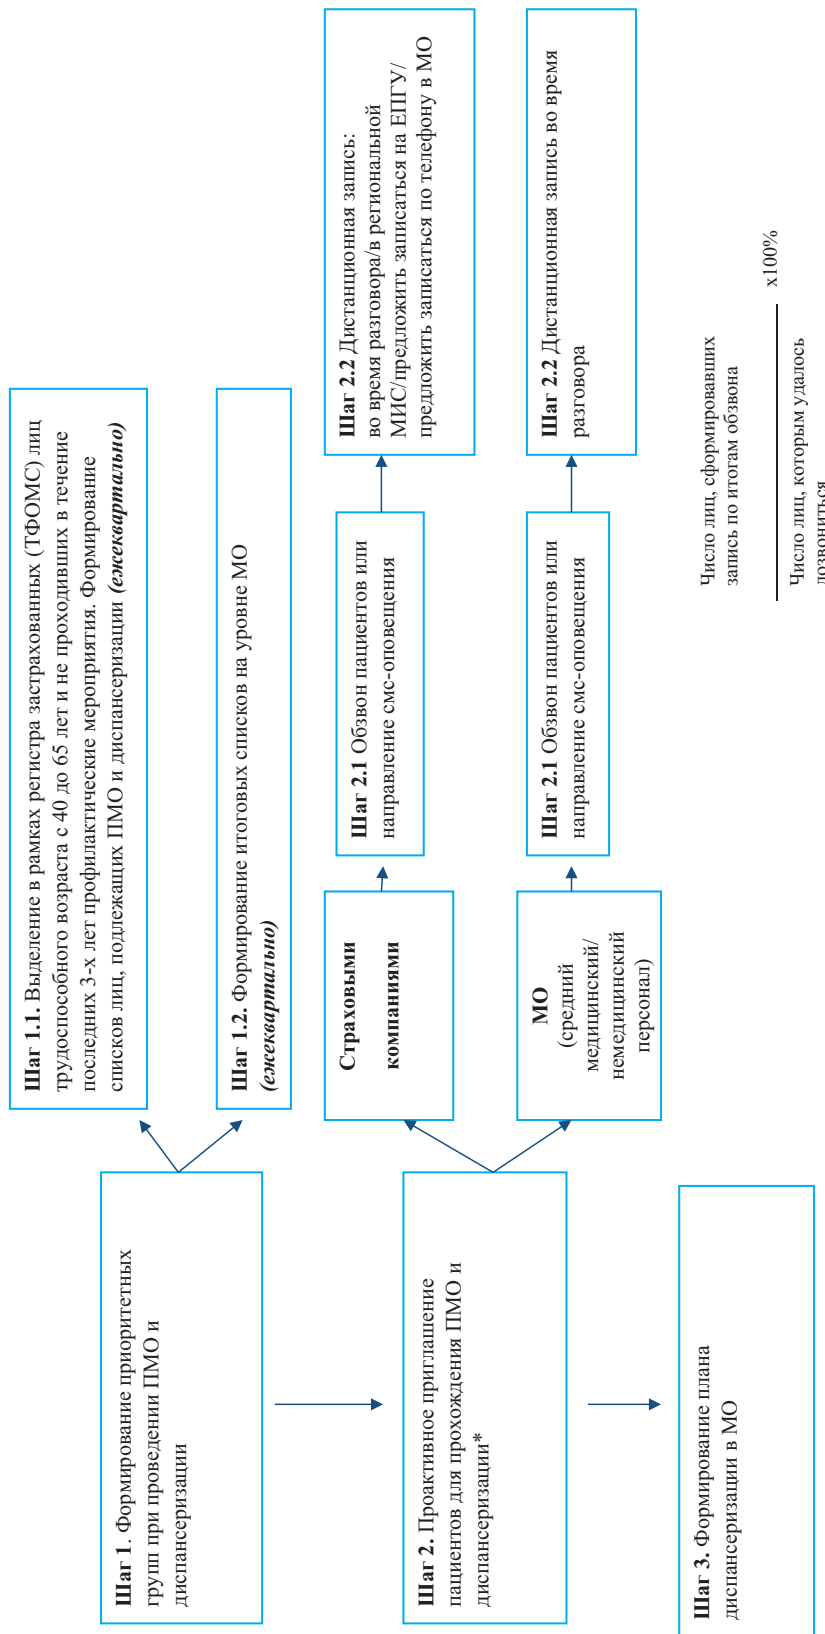 Шаг 1. Формирование приоритетных
групп при проведении ПМО и
диспансеризации
Шаг 1.1. Выделение в рамках регистра застрахованных (ТФОМС) лиц
трудоспособного возраста с 40 до 65 лет и не проходивших в течение
последних 3-х лет профилактические мероприятия. Формирование
списков лиц, подлежащих ПМО и диспансеризации (ежеквартально)
Шаг 1.2. Формирование итоговых списков на уровне МО
(ежеквартально)
Шаг 2. Проактивное приглашение
пациентов для прохождения ПМО и
диспансеризации*
Страховыми
компаниями
Шаг 2.1 Обзвон пациентов или
направление смс-оповещения
Шаг 2.2 Дистанционная запись:
во время разговора/в региональной
МИС/предложить записаться на ЕПГУ/
предложить записаться по телефону в МО
МО
(средний
медицинский/
немедицинский
персонал)
Шаг 2.1 Обзвон пациентов или
направление смс-оповещения
Шаг 2.2 Дистанционная запись во время
разговора
Шаг 3. Формирование плана
диспансеризации в МО
Число лиц, сформировавших
запись по итогам обзвона
х100%
Число лиц, которым удалось
дозвониться